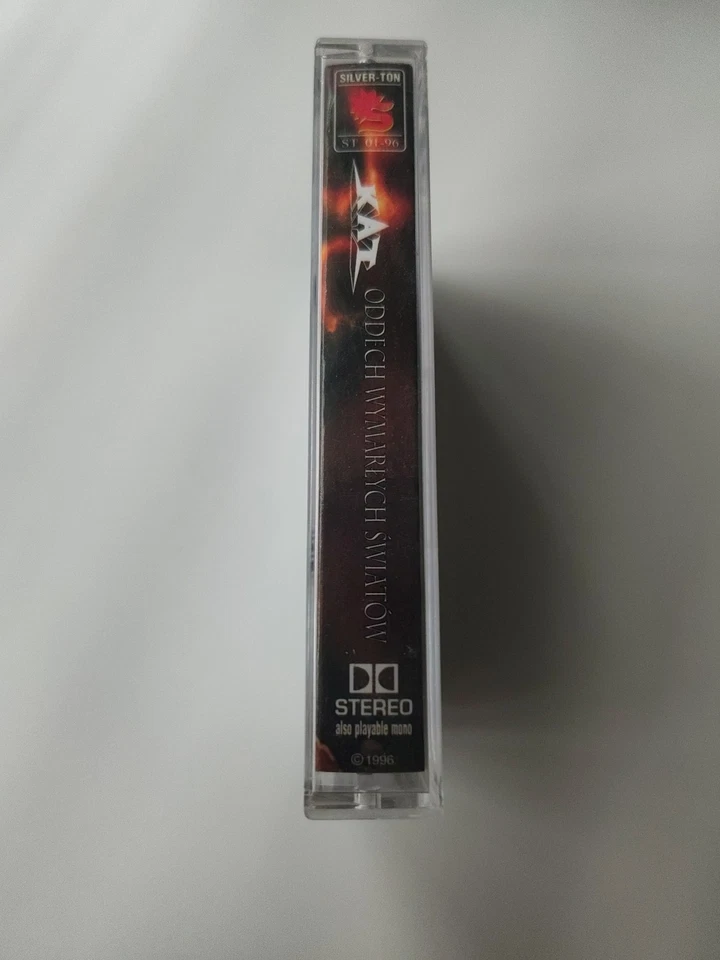 SILVER-TON
S
ST 01-96
KAT
ODDECH WYMARŁYCH ŚWIATÓW
STEREO
also playable mono
© 1996